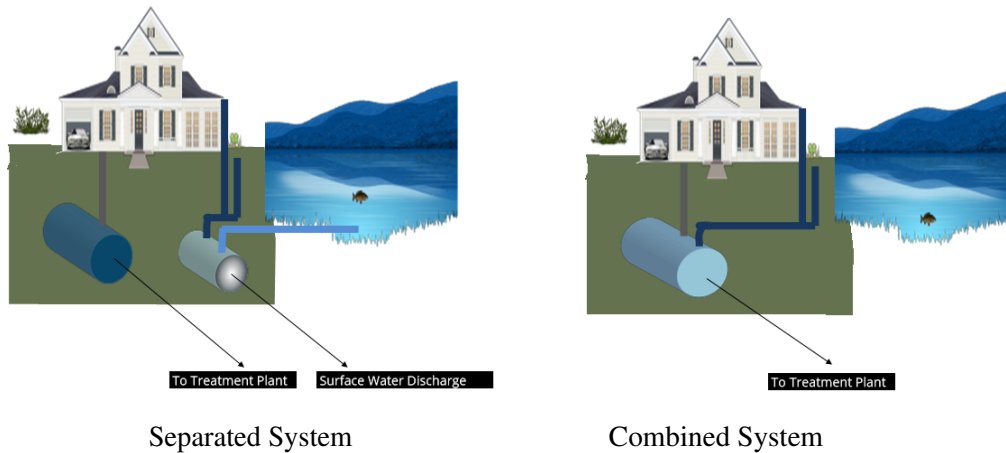 To Treatment Plant
Surface Water Discharge
To Treatment Plant
Separated System
Combined System